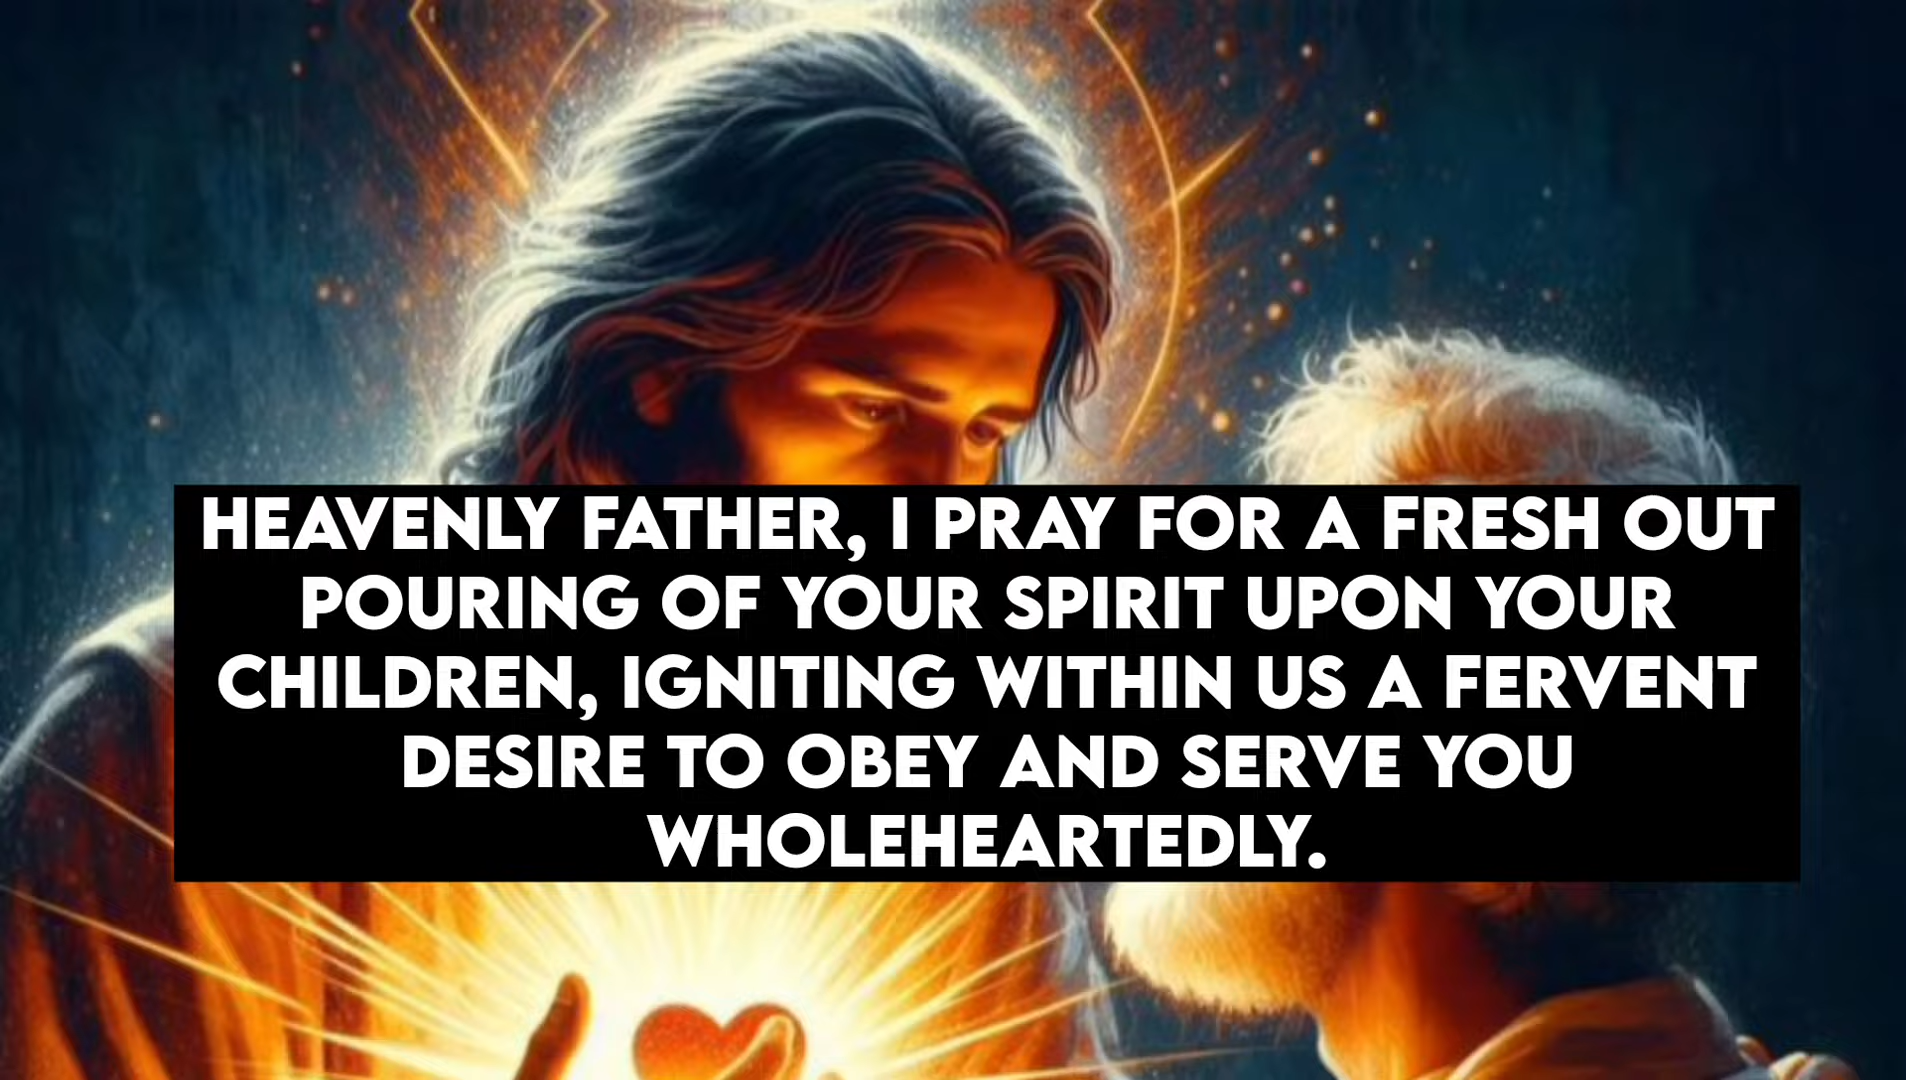 HEAVENLY FATHER, I PRAY FOR A FRESH OUT
POURING OF YOUR SPIRIT UPON YOUR
CHILDREN, IGNITING WITHIN US A FERVENT
DESIRE TO OBEY AND SERVE YOU
WHOLEHEARTEDLY.